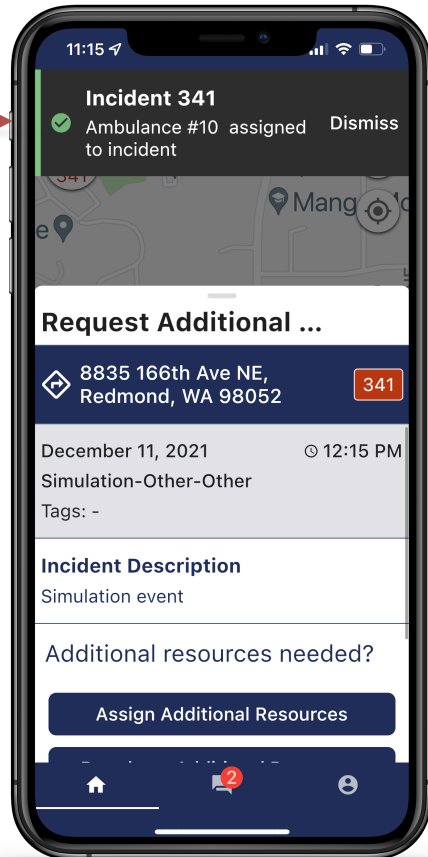 11:15
Incident 341
Ambulance #10 assigned
to incident
Dismiss
341
Mang
e
Request Additional ...
8835 166th Ave NE,
Redmond, WA 98052
341
December 11, 2021
12:15 PM
Simulation-Other-Other
Tags: -
Incident Description
Simulation event
Additional resources needed?
Assign Additional Resources
2